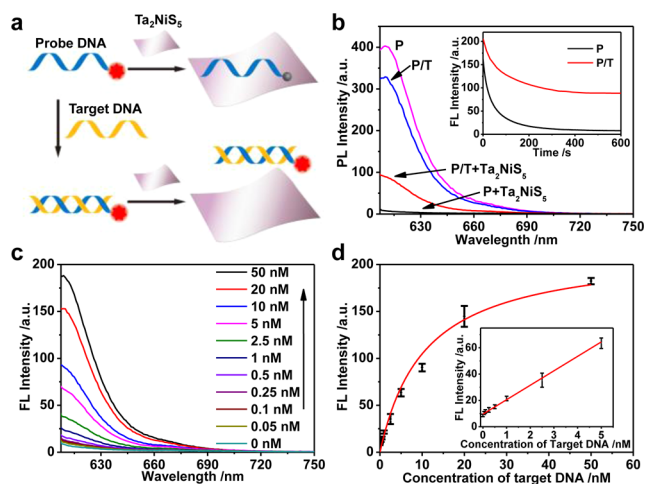 a
Ta2NiS5
Probe DNA
Target DNA
b
PL Intensity /a.u.
400
350
300
250
200
100
0
P
P/T
P/T+Ta2NiS5
P+Ta2NiS5
630 660 690 720 750
Wavelegnth /nm
FL Intensity /a.u.
200
150
100
50
0
P
P/T
0 200 400 600
Time /s
c
FL Intensity /a.u.
200
150
100
50
0
50 nM
20 nM
10 nM
5 nM
2.5 nM
1 nM
0.5 nM
0.25 nM
0.1 nM
0.05 nM
0 nM
630 660 690 720 750
Wavelength /nm
d
FL Intensity /a.u.
200
150
100
50
0
0 10 20 30 40 50 60
Concentration of target DNA /nM
FL Intensity /a.u.
60
40
20
0
0 1 2 3 4 5
Concentration of Target DNA /nM